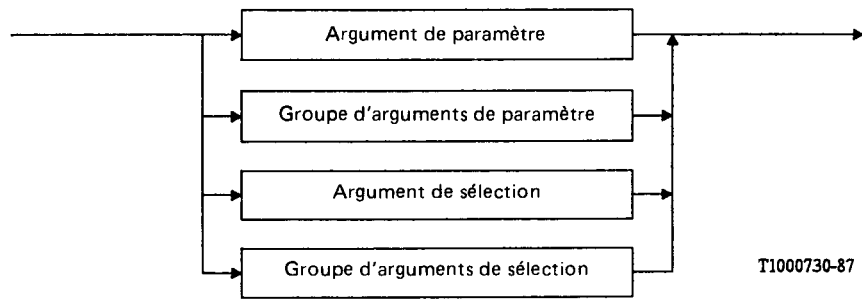 Argument de paramètre
Groupe d'arguments de paramètre
Argument de sélection
Groupe d'arguments de sélection
T1000730-87